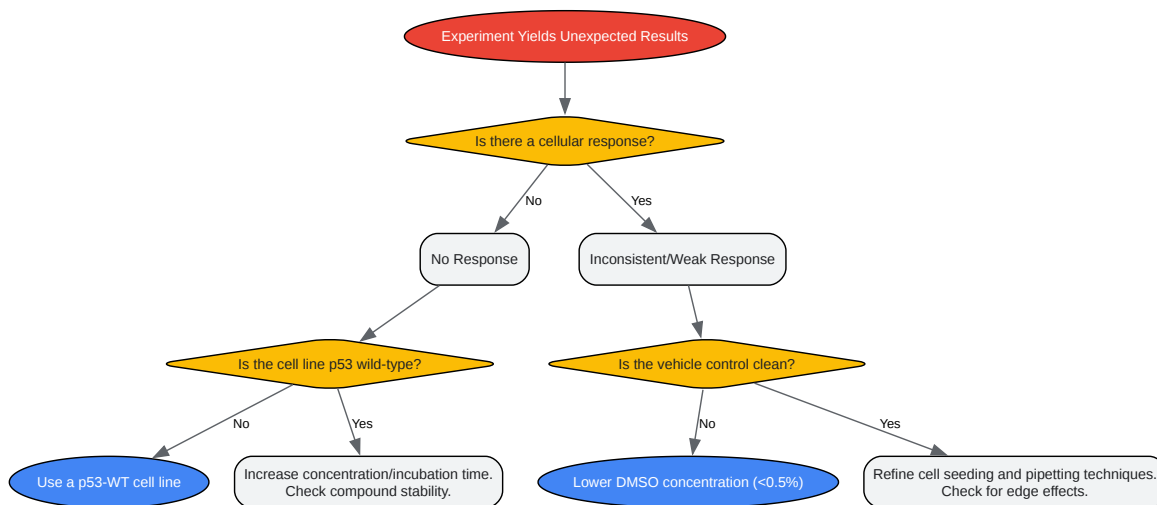 Experiment Yields Unexpected Results
Is there a cellular response?
No
Yes
No Response
Inconsistent/Weak Response
Is the cell line p53 wild-type?
Is the vehicle control clean?
No
Yes
No
Yes
Use a p53-WT cell line
Increase concentration/incubation time.
Check compound stability.
Lower DMSO concentration (<0.5%)
Refine cell seeding and pipetting techniques.
Check for edge effects.